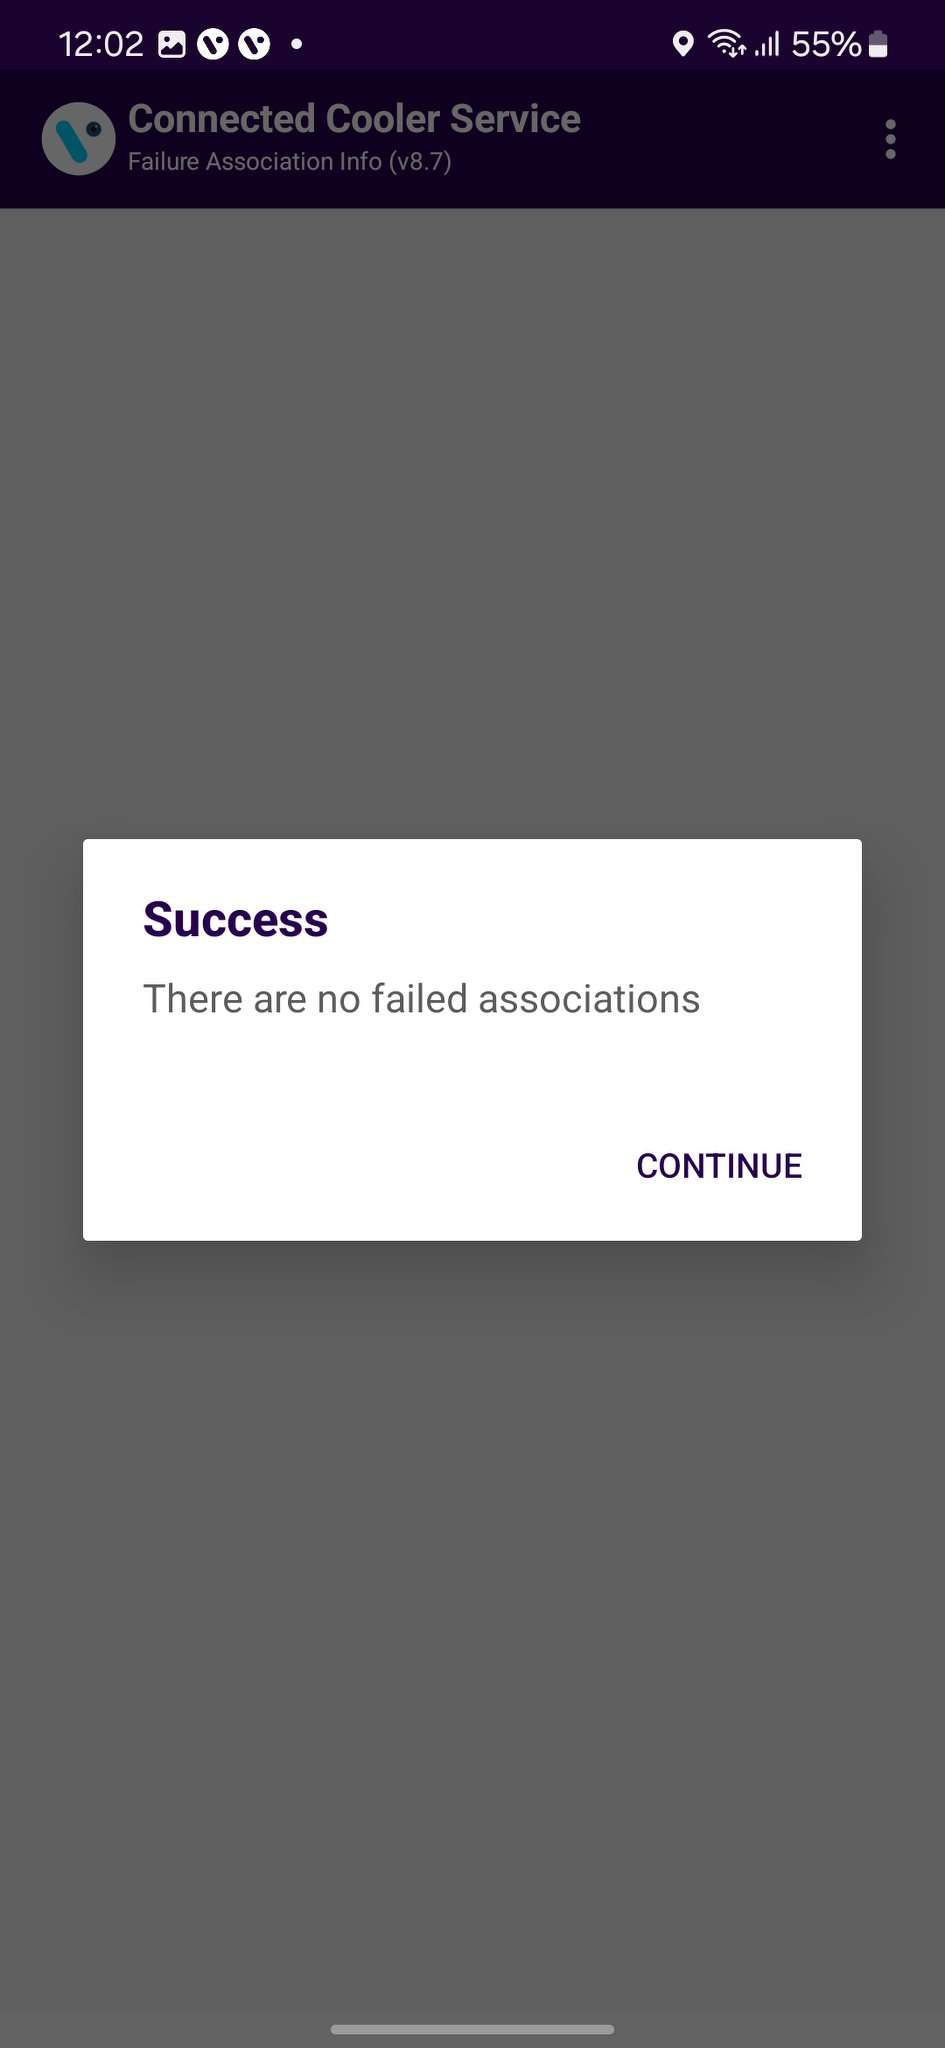 12:02
55%
Connected Cooler Service
Failure Association Info (v8.7)
Success
There are no failed associations
CONTINUE